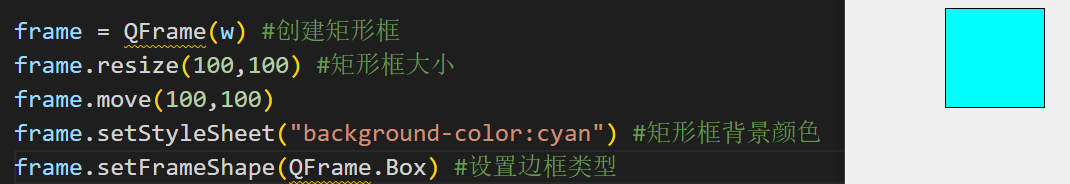 frame = QFrame(w) #创建矩形框
frame.resize(100,100) #矩形框大小
frame.move(100,100)
frame.setStyleSheet("background-color:cyan") #矩形框背景颜色
frame.setFrameShape(QFrame.Box) #设置边框类型